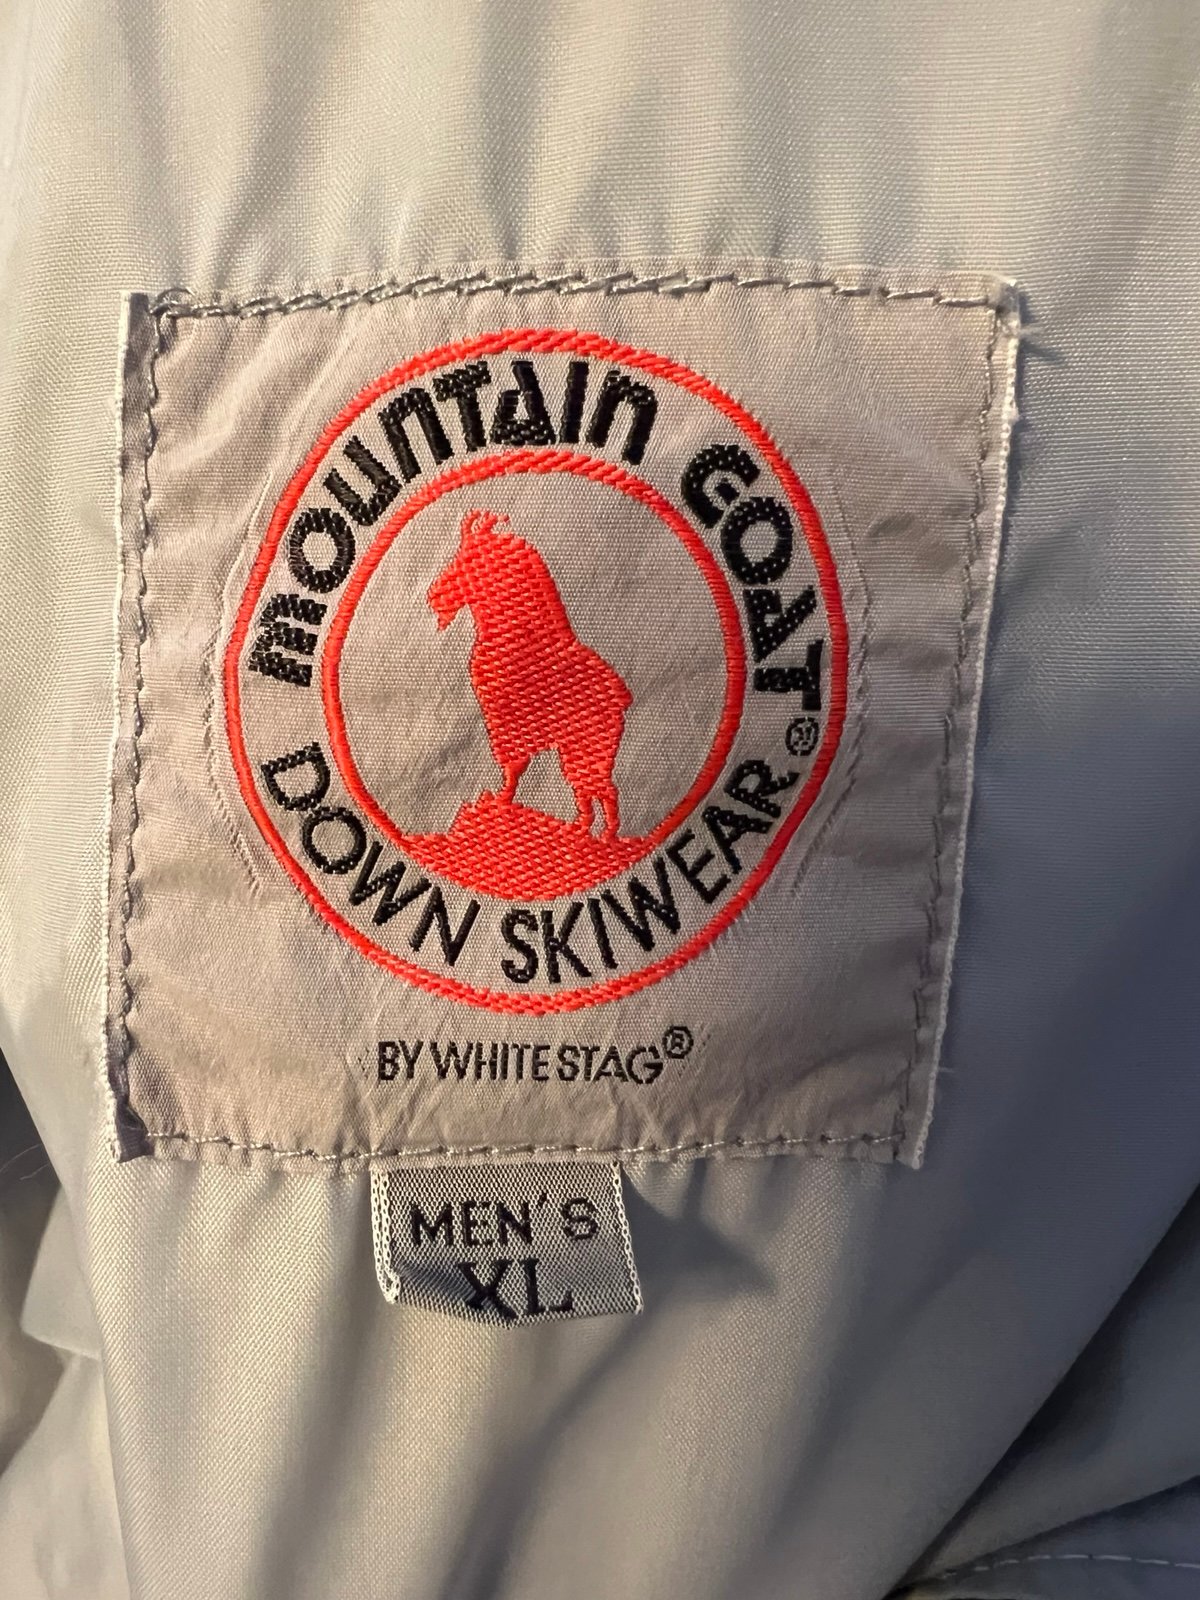 MOUNTAIN GOAT®
DOWN SKIWEAR
BY WHITE STAG®
MEN'S
XL